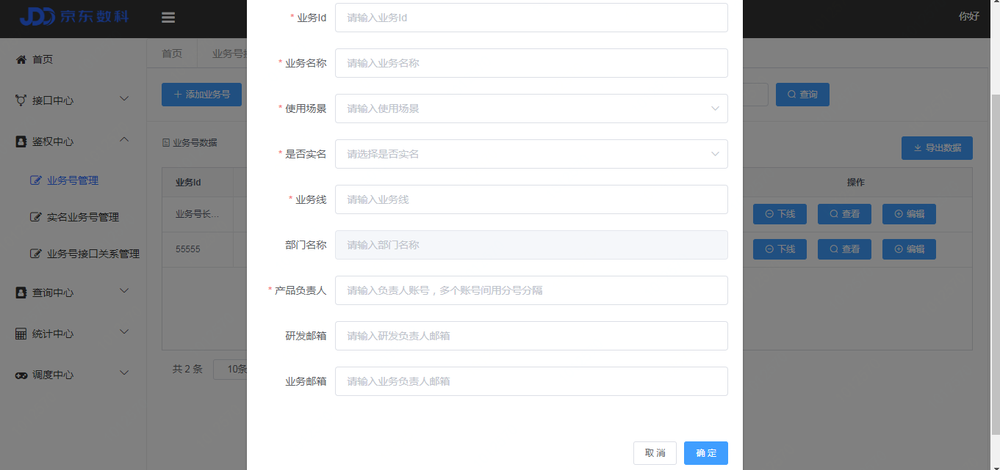 JDD 京东数科
你好
首页
接口中心
鉴权中心
业务号管理
实名业务号管理
业务号接口关系管理
查询中心
统计中心
调度中心
首页
业务号
添加业务号
查询
业务号数据
导出数据
业务Id
操作
业务号长...
下线
查看
编辑
55555
下线
查看
编辑
共 2 条
10条
* 业务Id
请输入业务Id
* 业务名称
请输入业务名称
* 使用场景
请输入使用场景
* 是否实名
请选择是否实名
* 业务线
请输入业务线
部门名称
请输入部门名称
* 产品负责人
请输入负责人账号，多个账号间用分号分隔
研发邮箱
请输入研发负责人邮箱
业务邮箱
请输入业务负责人邮箱
取 消
确 定